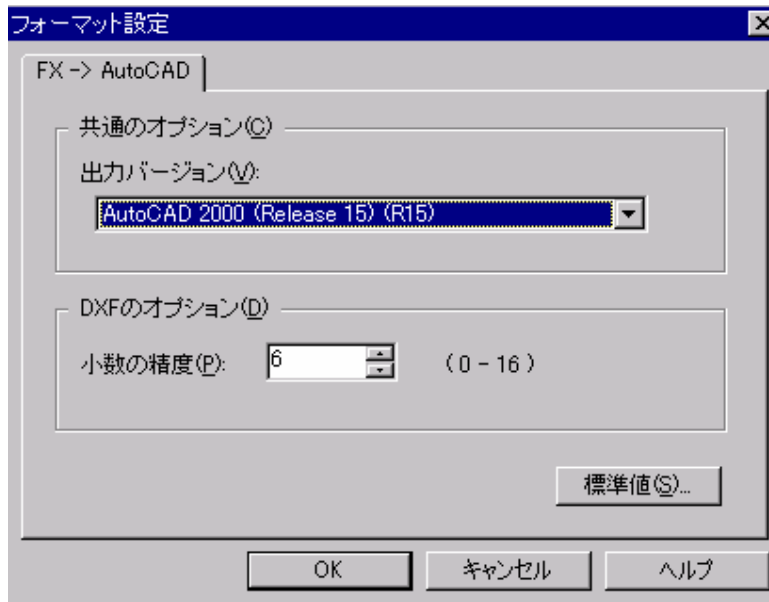 フォーマット設定
FX -> AutoCAD
共通のオプション(C)
出力バージョン(V):
AutoCAD 2000 (Release 15) (R15)
DXFのオプション(D)
小数の精度(P): 6 (0 - 16)
標準値(S)...
OK キャンセル ヘルプ